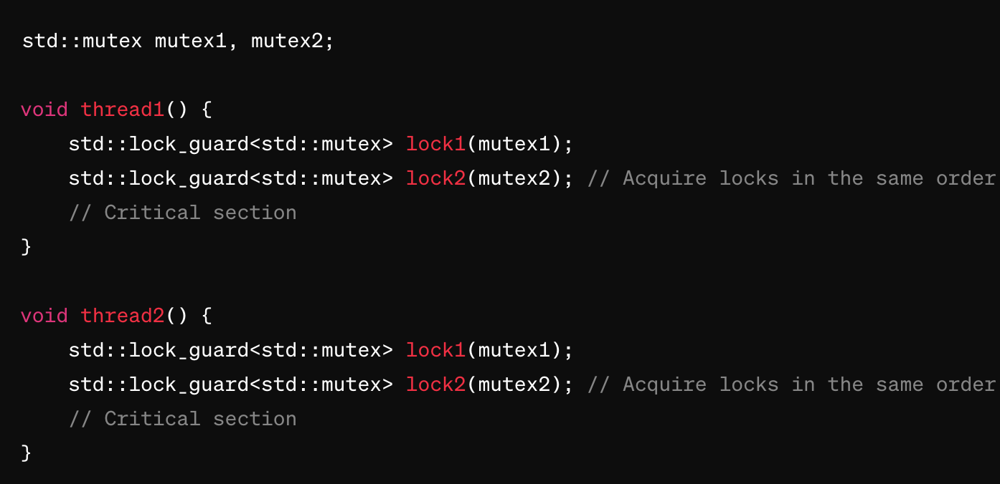 std::mutex mutex1, mutex2;
void thread1() {
std::lock_guard<std::mutex> lock1(mutex1);
std::lock_guard<std::mutex> lock2(mutex2); // Acquire locks in the same order
// Critical section
}
void thread2() {
std::lock_guard<std::mutex> lock1(mutex1);
std::lock_guard<std::mutex> lock2(mutex2); // Acquire locks in the same order
// Critical section
}